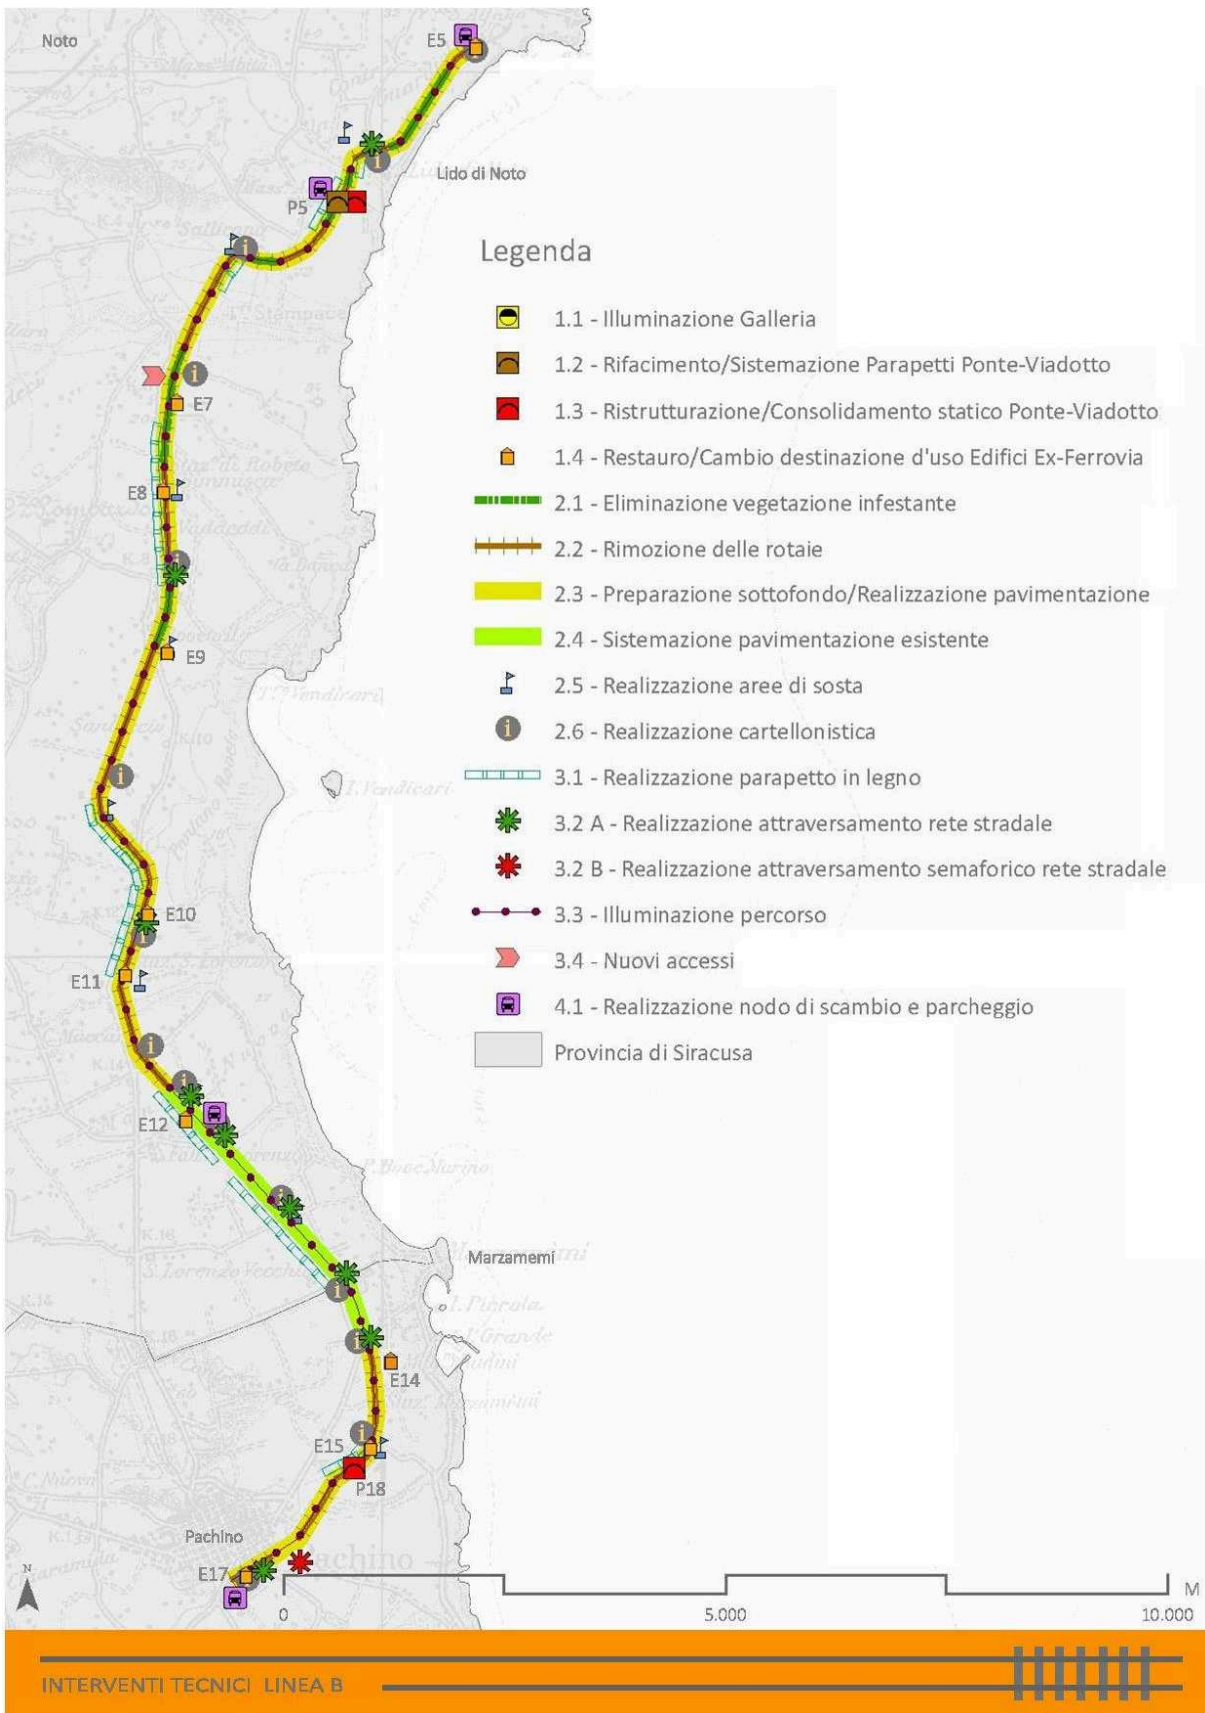 Noto
E5
Lido di Noto
P5
Legenda
1.1 - Illuminazione Galleria
1.2 - Rifacimento/Sistemazione Parapetti Ponte-Viadotto
1.3 - Ristrutturazione/Consolidamento statico Ponte-Viadotto
E7
1.4 - Restauro/Cambio destinazione d'uso Edifici Ex-Ferrovia
E8
2.1 - Eliminazione vegetazione infestante
2.2 - Rimozione delle rotaie
2.3 - Preparazione sottofondo/Realizzazione pavimentazione
2.4 - Sistemazione pavimentazione esistente
E9
2.5 - Realizzazione aree di sosta
2.6 - Realizzazione cartellonistica
3.1 - Realizzazione parapetto in legno
I. Vendicari
3.2 A - Realizzazione attraversamento rete stradale
3.2 B - Realizzazione attraversamento semaforico rete stradale
E10
3.3 - Illuminazione percorso
E11
3.4 - Nuovi accessi
4.1 - Realizzazione nodo di scambio e parcheggio
Provincia di Siracusa
E12
Marzamemi
I. Piccola
E14
E15
P18
Pachino
E17
N
M
0
5.000
10.000
INTERVENTI TECNICI LINEA B